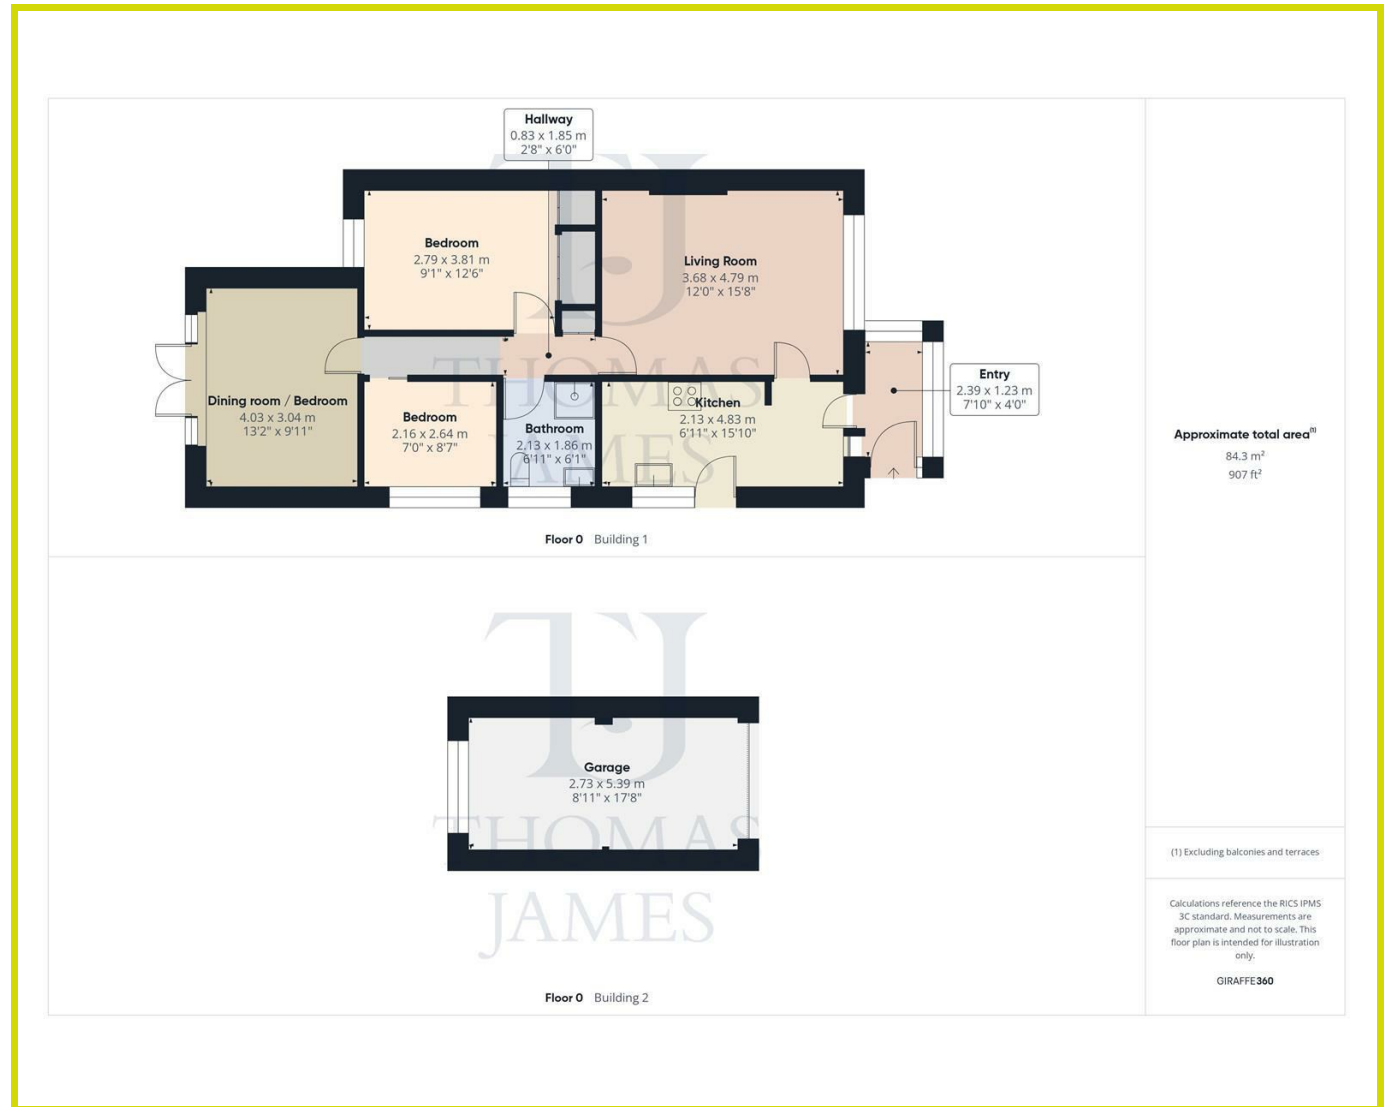 Hallway
0.83 x 1.85 m
2'8" x 6'0"
Bedroom
2.79 x 3.81 m
9'1" x 12'6"
Living Room
3.68 x 4.79 m
12'0" x 15'8"
Entry
2.39 x 1.23 m
7'10" x 4'0"
Dining room / Bedroom
4.03 x 3.04 m
13'2" x 9'11"
Bedroom
2.16 x 2.64 m
7'0" x 8'7"
Bathroom
2.13 x 1.86 m
6'11" x 6'1"
Kitchen
2.13 x 4.83 m
6'11" x 15'10"
TJ
THOMAS
JAMES
Floor 0 Building 1
Garage
2.73 x 5.39 m
8'11" x 17'8"
TJ
THOMAS
JAMES
Floor 0 Building 2
Approximate total area(1)
84.3 m²
907 ft²
(1) Excluding balconies and terraces
Calculations reference the RICS IPMS
3C standard. Measurements are
approximate and not to scale. This
floor plan is intended for illustration
only.
GIRAFFE360